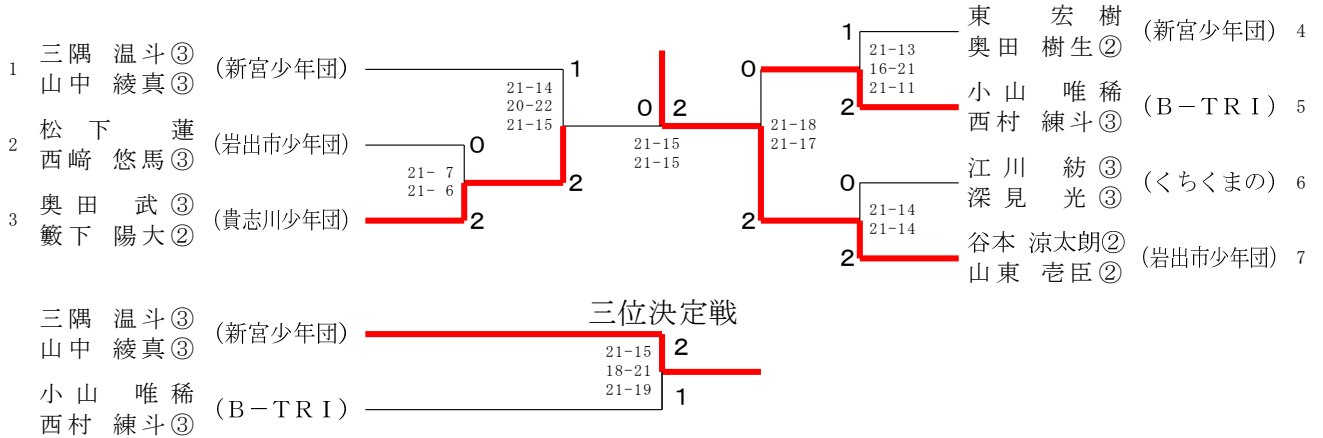 1
三隅 温斗③
山中 綾真③
(新宮少年団)
1
21-14
20-22
21-15
2
松下 蓮
西﨑 悠馬③
(岩出市少年団)
0
21- 7
21- 6
2
3
奥田 武③
籔下 陽大②
(貴志川少年団)
2
0 2
21-15
21-15
東 宏樹
奥田 樹生②
(新宮少年団) 4
1
21-13
16-21
21-11
0
小山 唯稀
西村 練斗③
(B-TRI) 5
2
21-18
21-17
江川 紡③
深見 光③
(くちくまの) 6
0
21-14
21-14
2
谷本 涼太朗②
山東 壱臣②
(岩出市少年団) 7
2
三位決定戦
三隅 温斗③
山中 綾真③
(新宮少年団)
2
21-15
18-21
21-19
小山 唯稀
西村 練斗③
(B-TRI)
1